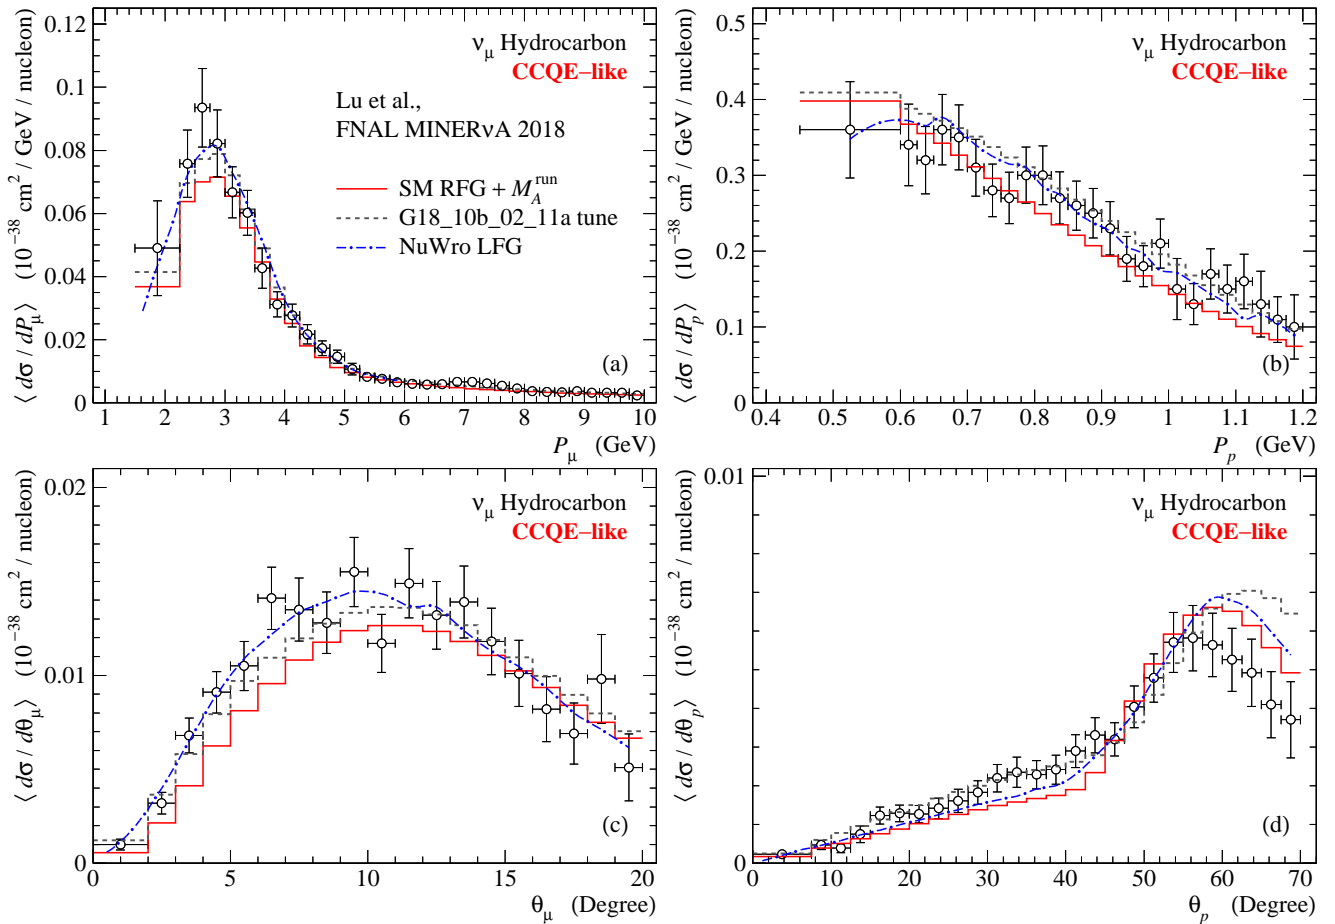 0.12
0.1
0.08
0.06
0.04
0.02
0
⟨ dσ / dP_μ ⟩ (10⁻³⁸ cm² / GeV / nucleon)
ν_μ Hydrocarbon
CCQE−like
Lu et al.,
FNAL MINERνA 2018
SM RFG + M_A^run
G18_10b_02_11a tune
NuWro LFG
(a)
1 2 3 4 5 6 7 8 9 10
P_μ (GeV)
0.5
0.4
0.3
0.2
0.1
0
⟨ dσ / dP_p ⟩ (10⁻³⁸ cm² / GeV / nucleon)
ν_μ Hydrocarbon
CCQE−like
(b)
0.4 0.5 0.6 0.7 0.8 0.9 1 1.1 1.2
P_p (GeV)
0.02
0.01
0
⟨ dσ / dθ_μ ⟩ (10⁻³⁸ cm² / nucleon)
ν_μ Hydrocarbon
CCQE−like
(c)
0 5 10 15 20
θ_μ (Degree)
0.01
0
⟨ dσ / dθ_p ⟩ (10⁻³⁸ cm² / nucleon)
ν_μ Hydrocarbon
CCQE−like
(d)
0 10 20 30 40 50 60 70
θ_p (Degree)